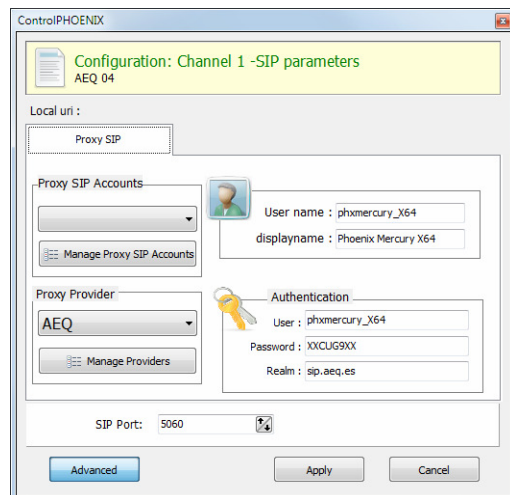 ControlPHOENIX
Configuration: Channel 1 -SIP parameters
AEQ 04
Local uri :
Proxy SIP
Proxy SIP Accounts
Manage Proxy SIP Accounts
User name : phxmercury_X64
displayname : Phoenix Mercury X64
Proxy Provider
AEQ
Manage Providers
Authentication
User : phxmercury_X64
Password : XXCUG9XX
Realm : sip.aeq.es
SIP Port: 5060
Advanced
Apply
Cancel